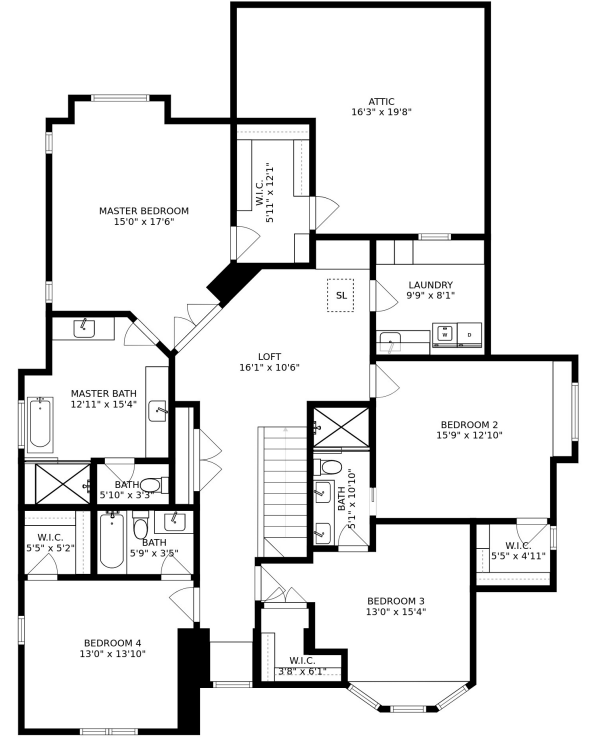 ATTIC
16'3" x 19'8"
W.I.C.
5'11" x 12'1"
MASTER BEDROOM
15'0" x 17'6"
LAUNDRY
9'9" x 8'1"
SL
W
D
LOFT
16'1" x 10'6"
MASTER BATH
12'11" x 15'4"
BEDROOM 2
15'9" x 12'10"
BATH
5'10" x 3'3"
BATH
5'1" x 10'10"
W.I.C.
5'5" x 5'2"
BATH
5'9" x 3'5"
W.I.C.
5'5" x 4'11"
BEDROOM 3
13'0" x 15'4"
BEDROOM 4
13'0" x 13'10"
W.I.C.
3'8" x 6'1"